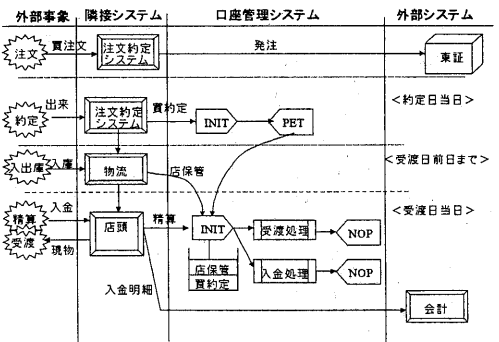 外部事象 隣接システム 口座管理システム 外部システム
注文 買注文 注文約定 発注 東証
システム
<約定日当日>
約定 出来 注文約定 買約定 INIT PET
システム
入出庫 入庫 物流 店保管 <受渡日前日まで>
精算 入金 店頭 精算 INIT 受渡処理 NOP <受渡日当日>
受渡 現物
店保管 入金処理 NOP
買約定
入金明細 会計